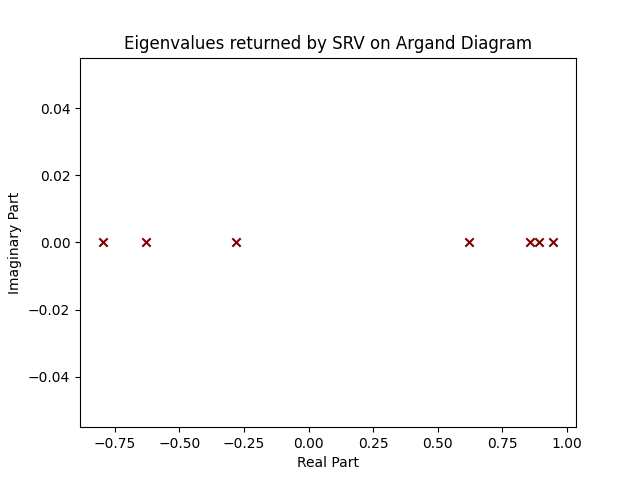 Eigenvalues returned by SRV on Argand Diagram
0.04
0.02
0.00
−0.02
−0.04
Imaginary Part
−0.75 −0.50 −0.25 0.00 0.25 0.50 0.75 1.00
Real Part